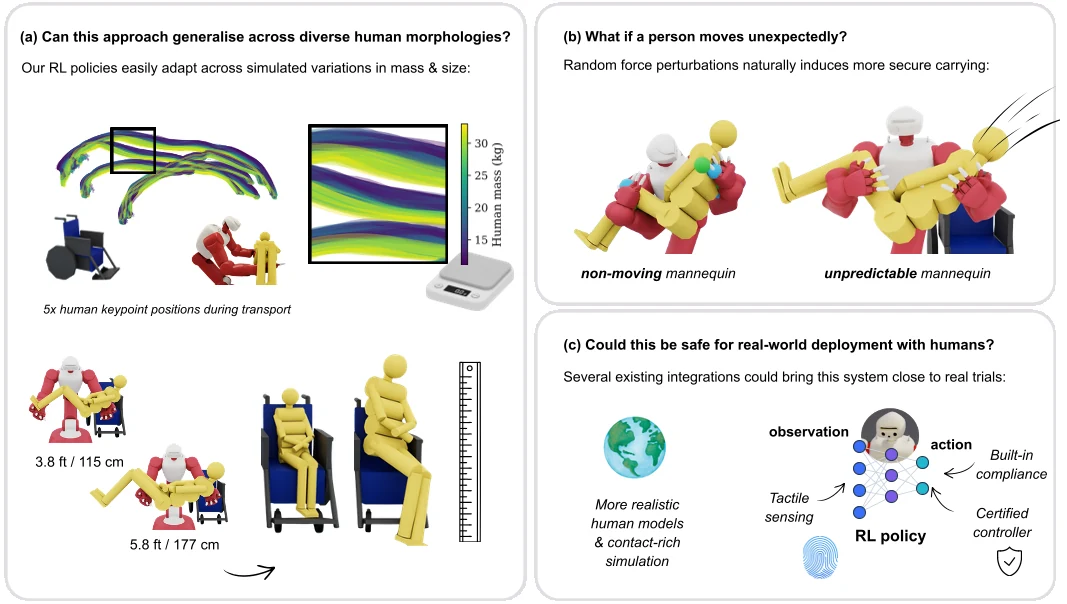 (a) Can this approach generalise across diverse human morphologies?
Our RL policies easily adapt across simulated variations in mass & size:
30
25
20
15
Human mass (kg)
5x human keypoint positions during transport
3.8 ft / 115 cm
5.8 ft / 177 cm
(b) What if a person moves unexpectedly?
Random force perturbations naturally induces more secure carrying:
non-moving mannequin
unpredictable mannequin
(c) Could this be safe for real-world deployment with humans?
Several existing integrations could bring this system close to real trials:
More realistic
human models
& contact-rich
simulation
observation
action
Tactile
sensing
Built-in
compliance
Certified
controller
RL policy